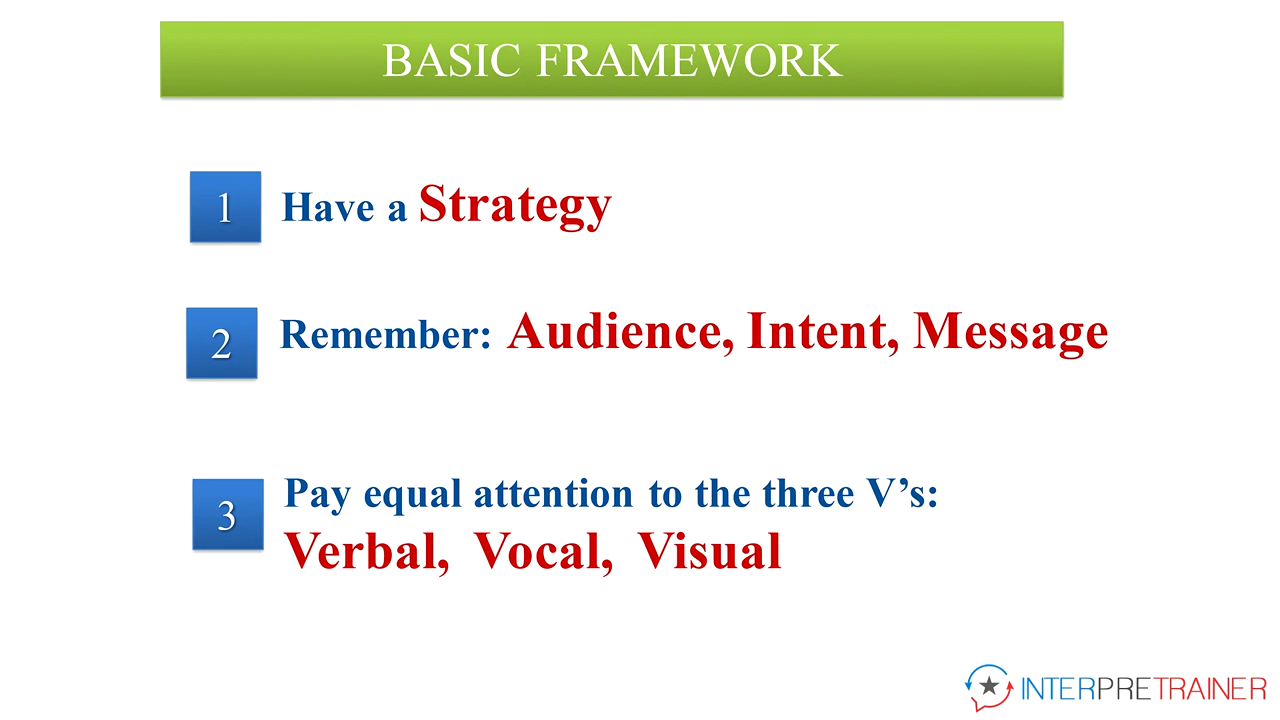 BASIC FRAMEWORK
1 Have a Strategy
2 Remember: Audience, Intent, Message
3 Pay equal attention to the three V’s:
Verbal, Vocal, Visual
INTERPRETRAINER